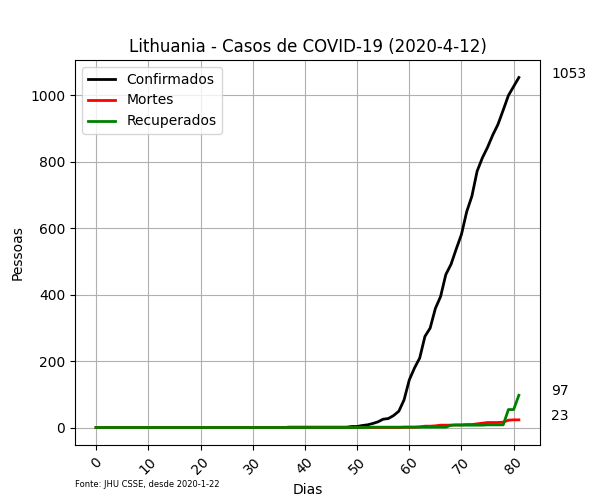 Lithuania - Casos de COVID-19 (2020-4-12)
Confirmados
Mortes
Recuperados
1053
97
23
Pessoas
1000
800
600
400
200
0
0 10 20 30 40 50 60 70 80
Fonte: JHU CSSE, desde 2020-1-22
Dias